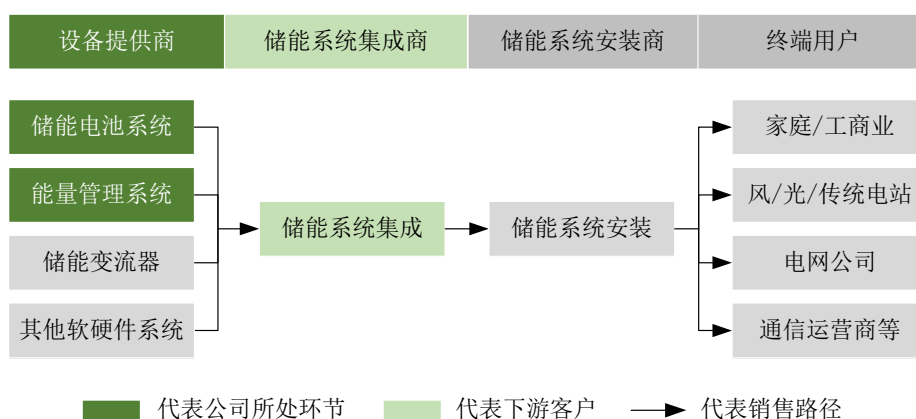 设备提供商
储能系统集成商
储能系统安装商
终端用户
储能电池系统
能量管理系统
储能变流器
其他软硬件系统
储能系统集成
储能系统安装
家庭/工商业
风/光/传统电站
电网公司
通信运营商等
代表公司所处环节
代表下游客户
代表销售路径